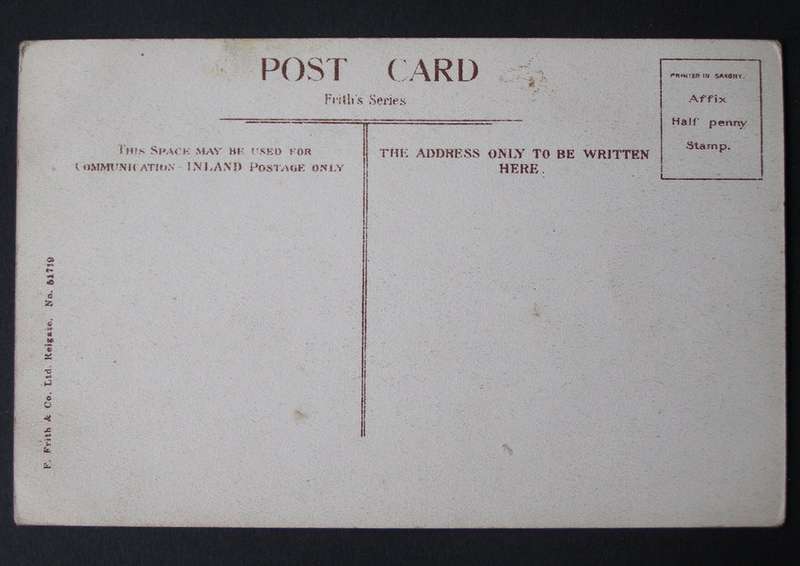 POST CARD
Frith's Series
PRINTED IN SAXONY.
Affix
Half penny
Stamp.
THIS SPACE MAY BE USED FOR
COMMUNICATION - INLAND POSTAGE ONLY
THE ADDRESS ONLY TO BE WRITTEN
HERE.
F. Frith & Co. Ltd. Reigate. No. 51719